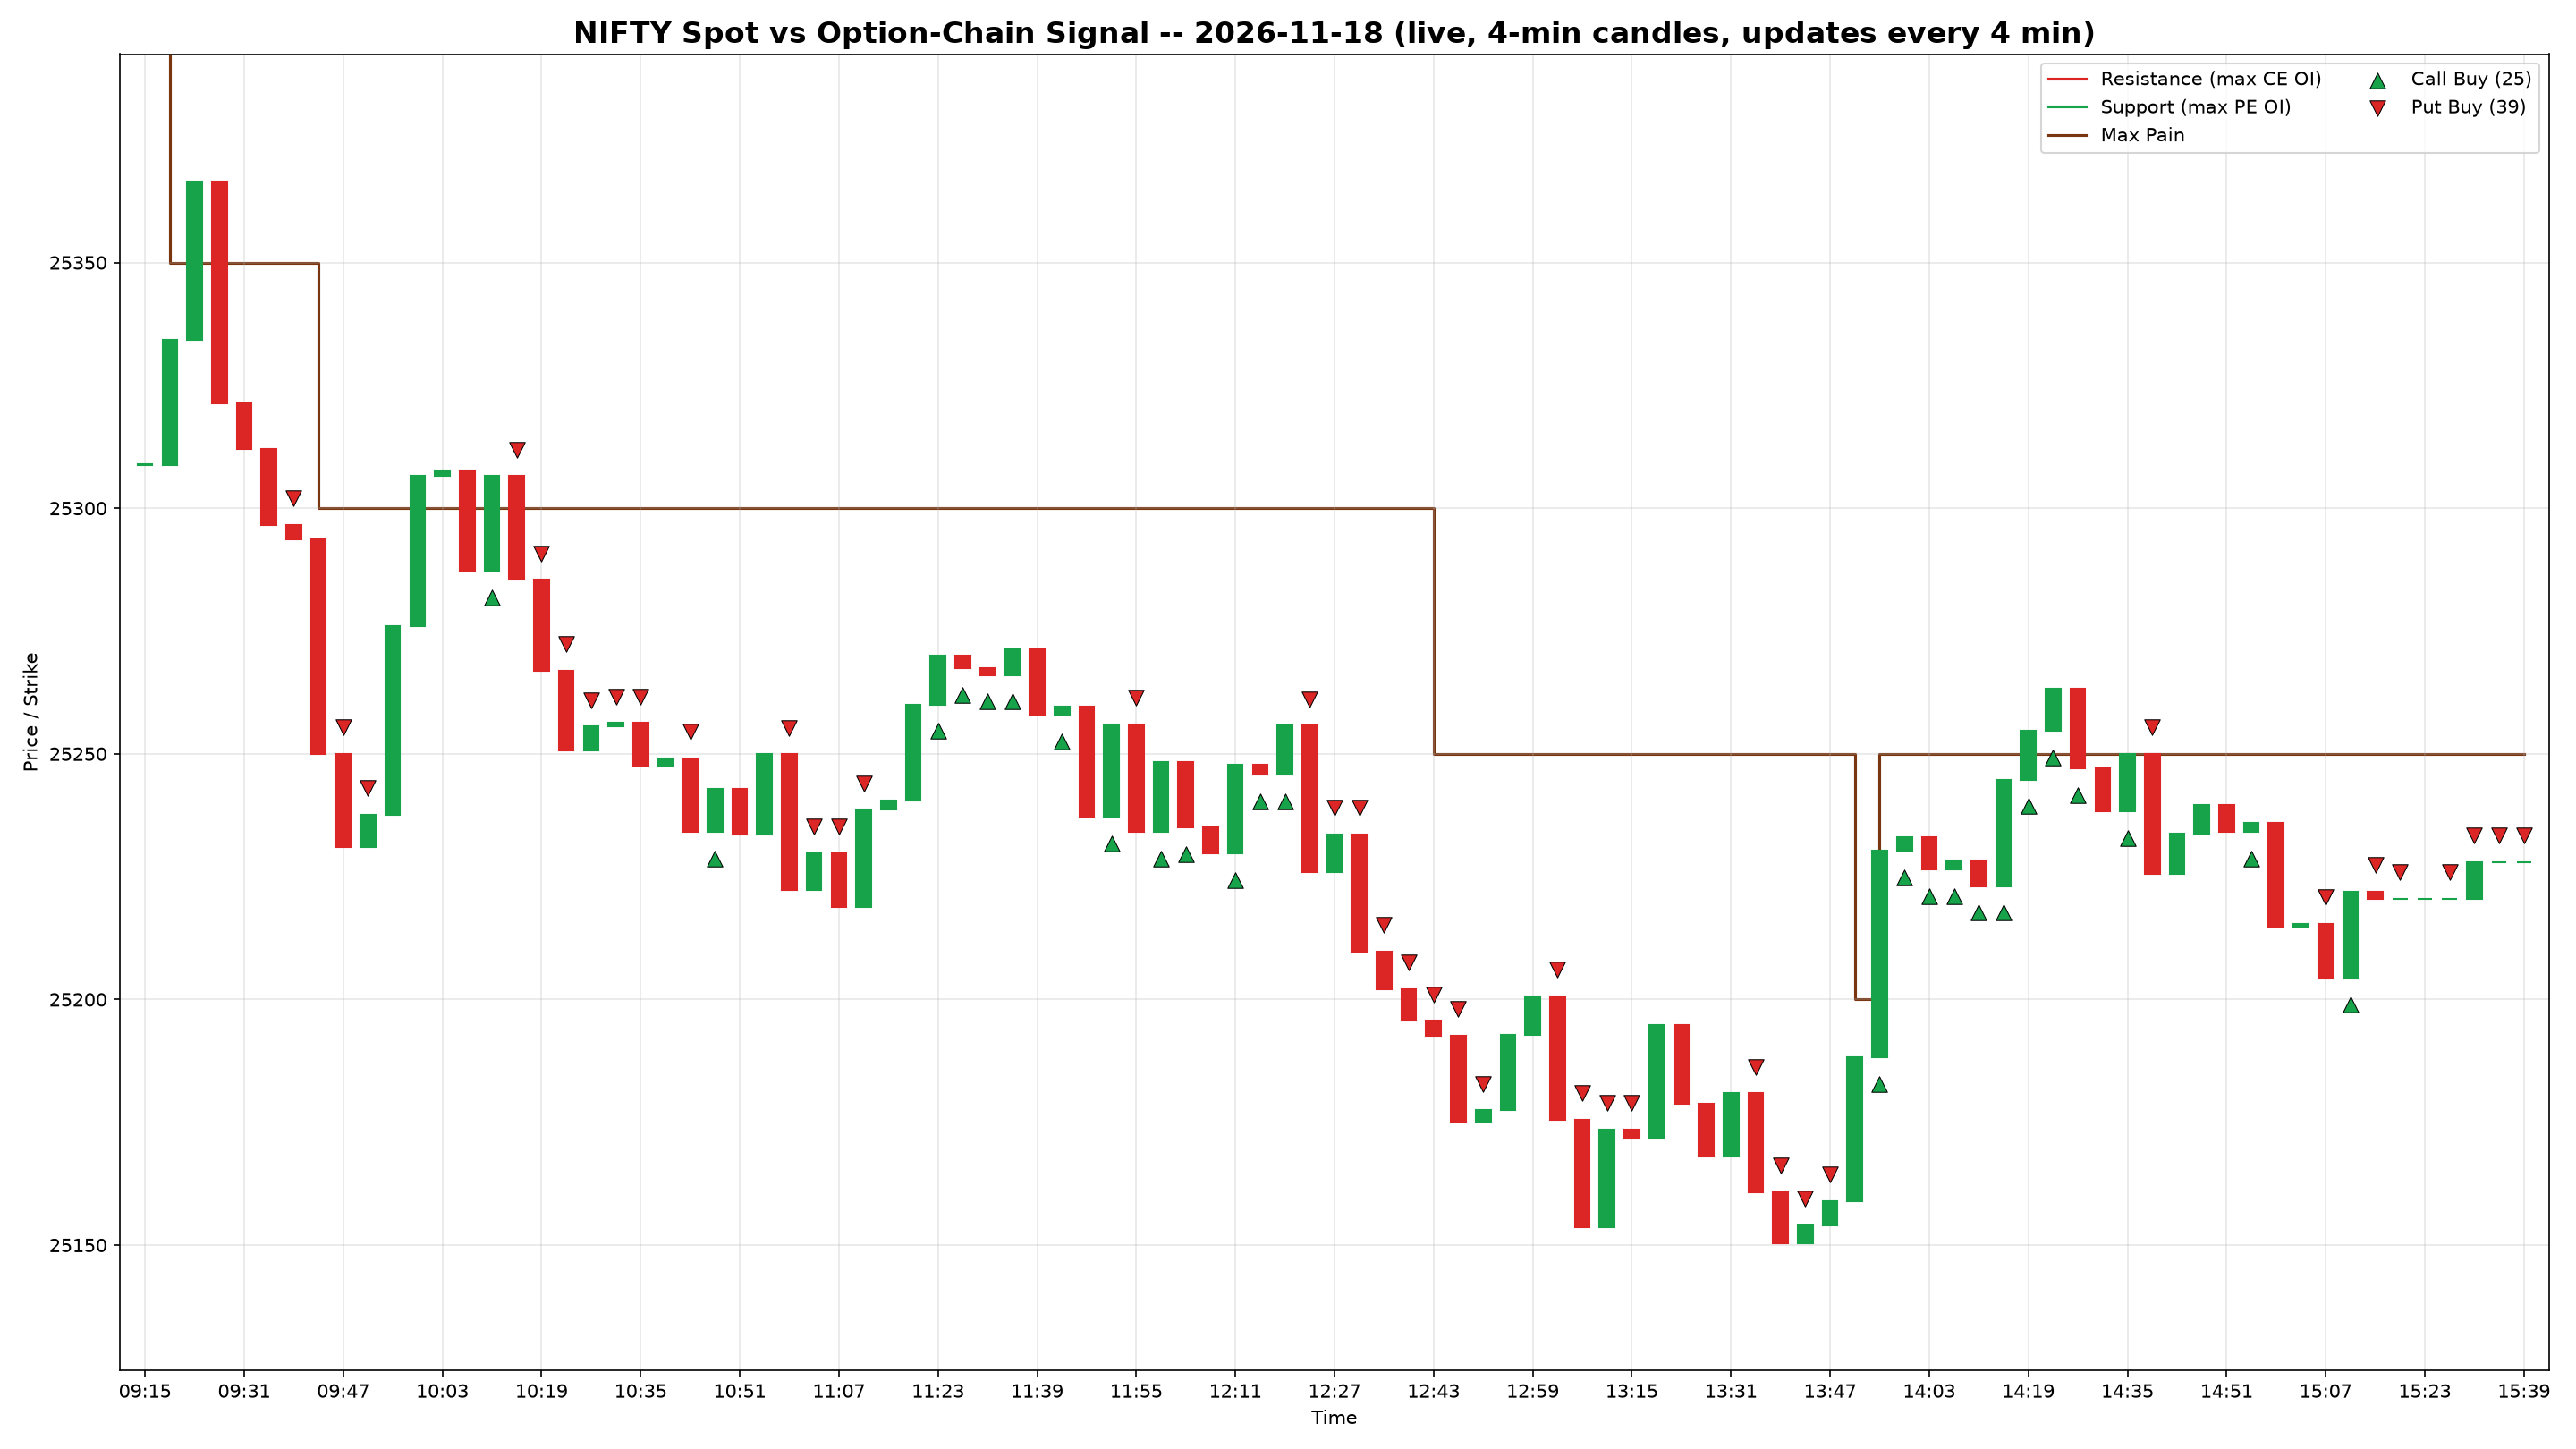 NIFTY Spot vs Option-Chain Signal -- 2026-11-18 (live, 4-min candles, updates every 4 min)
Resistance (max CE OI)
Support (max PE OI)
Max Pain
Call Buy (25)
Put Buy (39)
Price / Strike
25350
25300
25250
25200
25150
09:15 09:31 09:47 10:03 10:19 10:35 10:51 11:07 11:23 11:39 11:55 12:11 12:27 12:43 12:59 13:15 13:31 13:47 14:03 14:19 14:35 14:51 15:07 15:23 15:39
Time